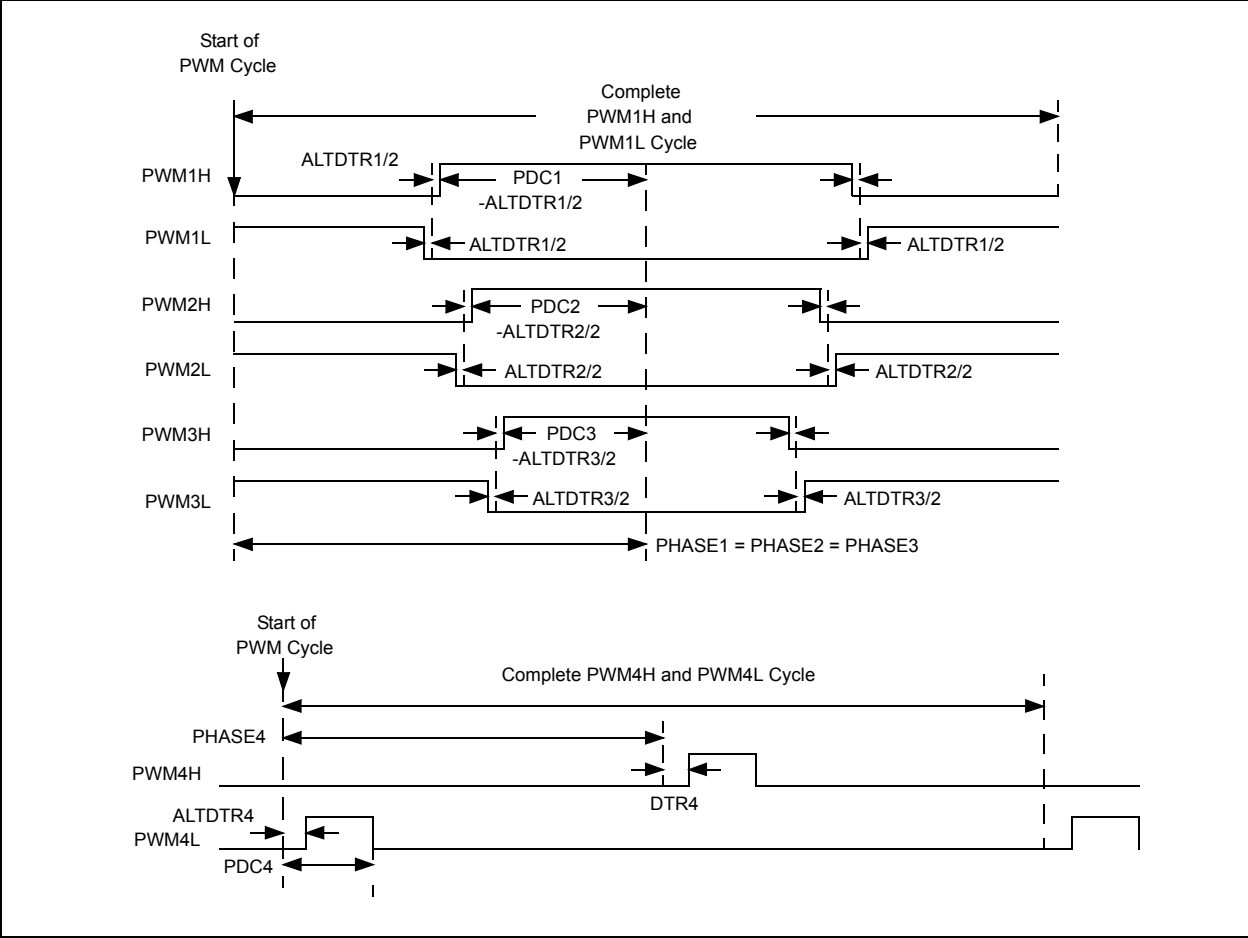 Start of
PWM Cycle
Complete
PWM1H and
PWM1L Cycle
ALTDTR1/2
PWM1H
PDC1
-ALTDTR1/2
PWM1L
ALTDTR1/2
ALTDTR1/2
PWM2H
PDC2
-ALTDTR2/2
PWM2L
ALTDTR2/2
ALTDTR2/2
PWM3H
PDC3
-ALTDTR3/2
PWM3L
ALTDTR3/2
ALTDTR3/2
PHASE1 = PHASE2 = PHASE3
Start of
PWM Cycle
Complete PWM4H and PWM4L Cycle
PHASE4
PWM4H
DTR4
ALTDTR4
PWM4L
PDC4